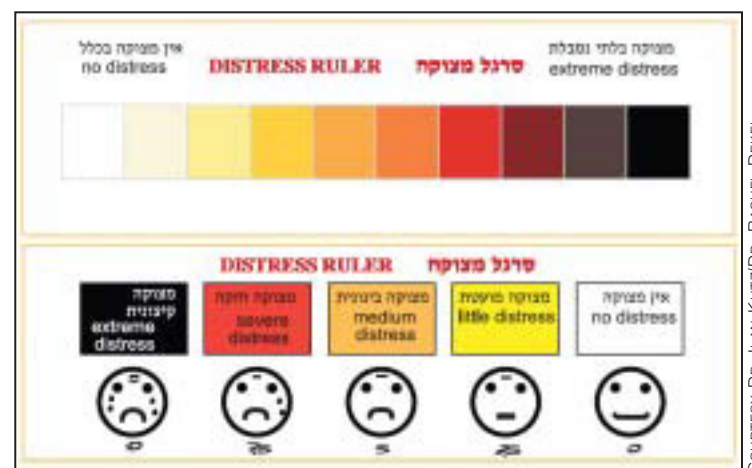 אין מצוקה בכלל
no distress
DISTRESS RULER
סרגל מצוקה
מצוקה בלתי נסבלת
extreme distress
DISTRESS RULER
סרגל מצוקה
מצוקה
קיצונית
extreme
distress
מצוקה חזקה
severe
distress
מצוקה בינונית
medium
distress
מצוקה מועטת
little distress
אין מצוקה
no distress